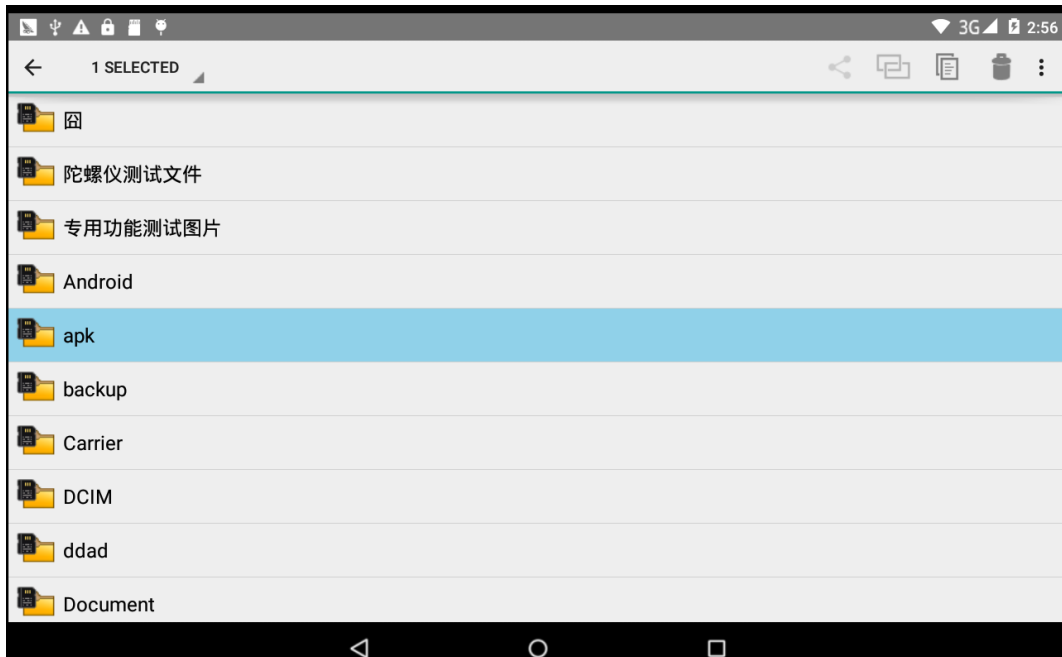 3G 2:56
1 SELECTED
囧
陀螺仪测试文件
专用功能测试图片
Android
apk
backup
Carrier
DCIM
ddad
Document